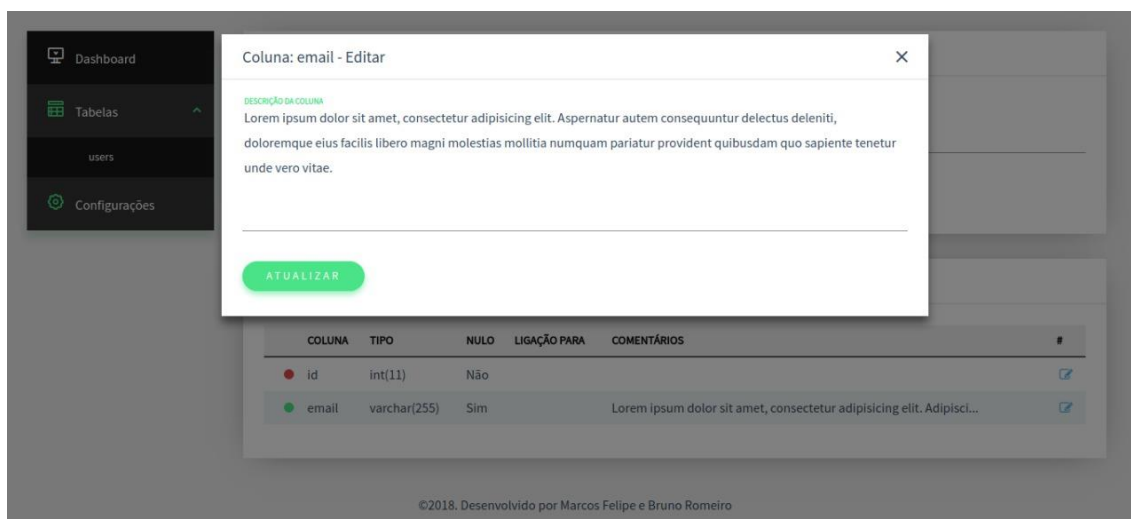 Dashboard
Tabelas
users
Configurações
Coluna: email - Editar
DESCRIÇÃO DA COLUNA
Lorem ipsum dolor sit amet, consectetur adipisicing elit. Aspernatur autem consequuntur delectus deleniti,
doloremque eius facilis libero magni molestias mollitia numquam pariatur provident quibusdam quo sapiente tenetur
unde vero vitae.
ATUALIZAR
COLUNA TIPO NULO LIGAÇÃO PARA COMENTÁRIOS #
id int(11) Não
email varchar(255) Sim Lorem ipsum dolor sit amet, consectetur adipisicing elit. Adipisci...
©2018. Desenvolvido por Marcos Felipe e Bruno Romeiro